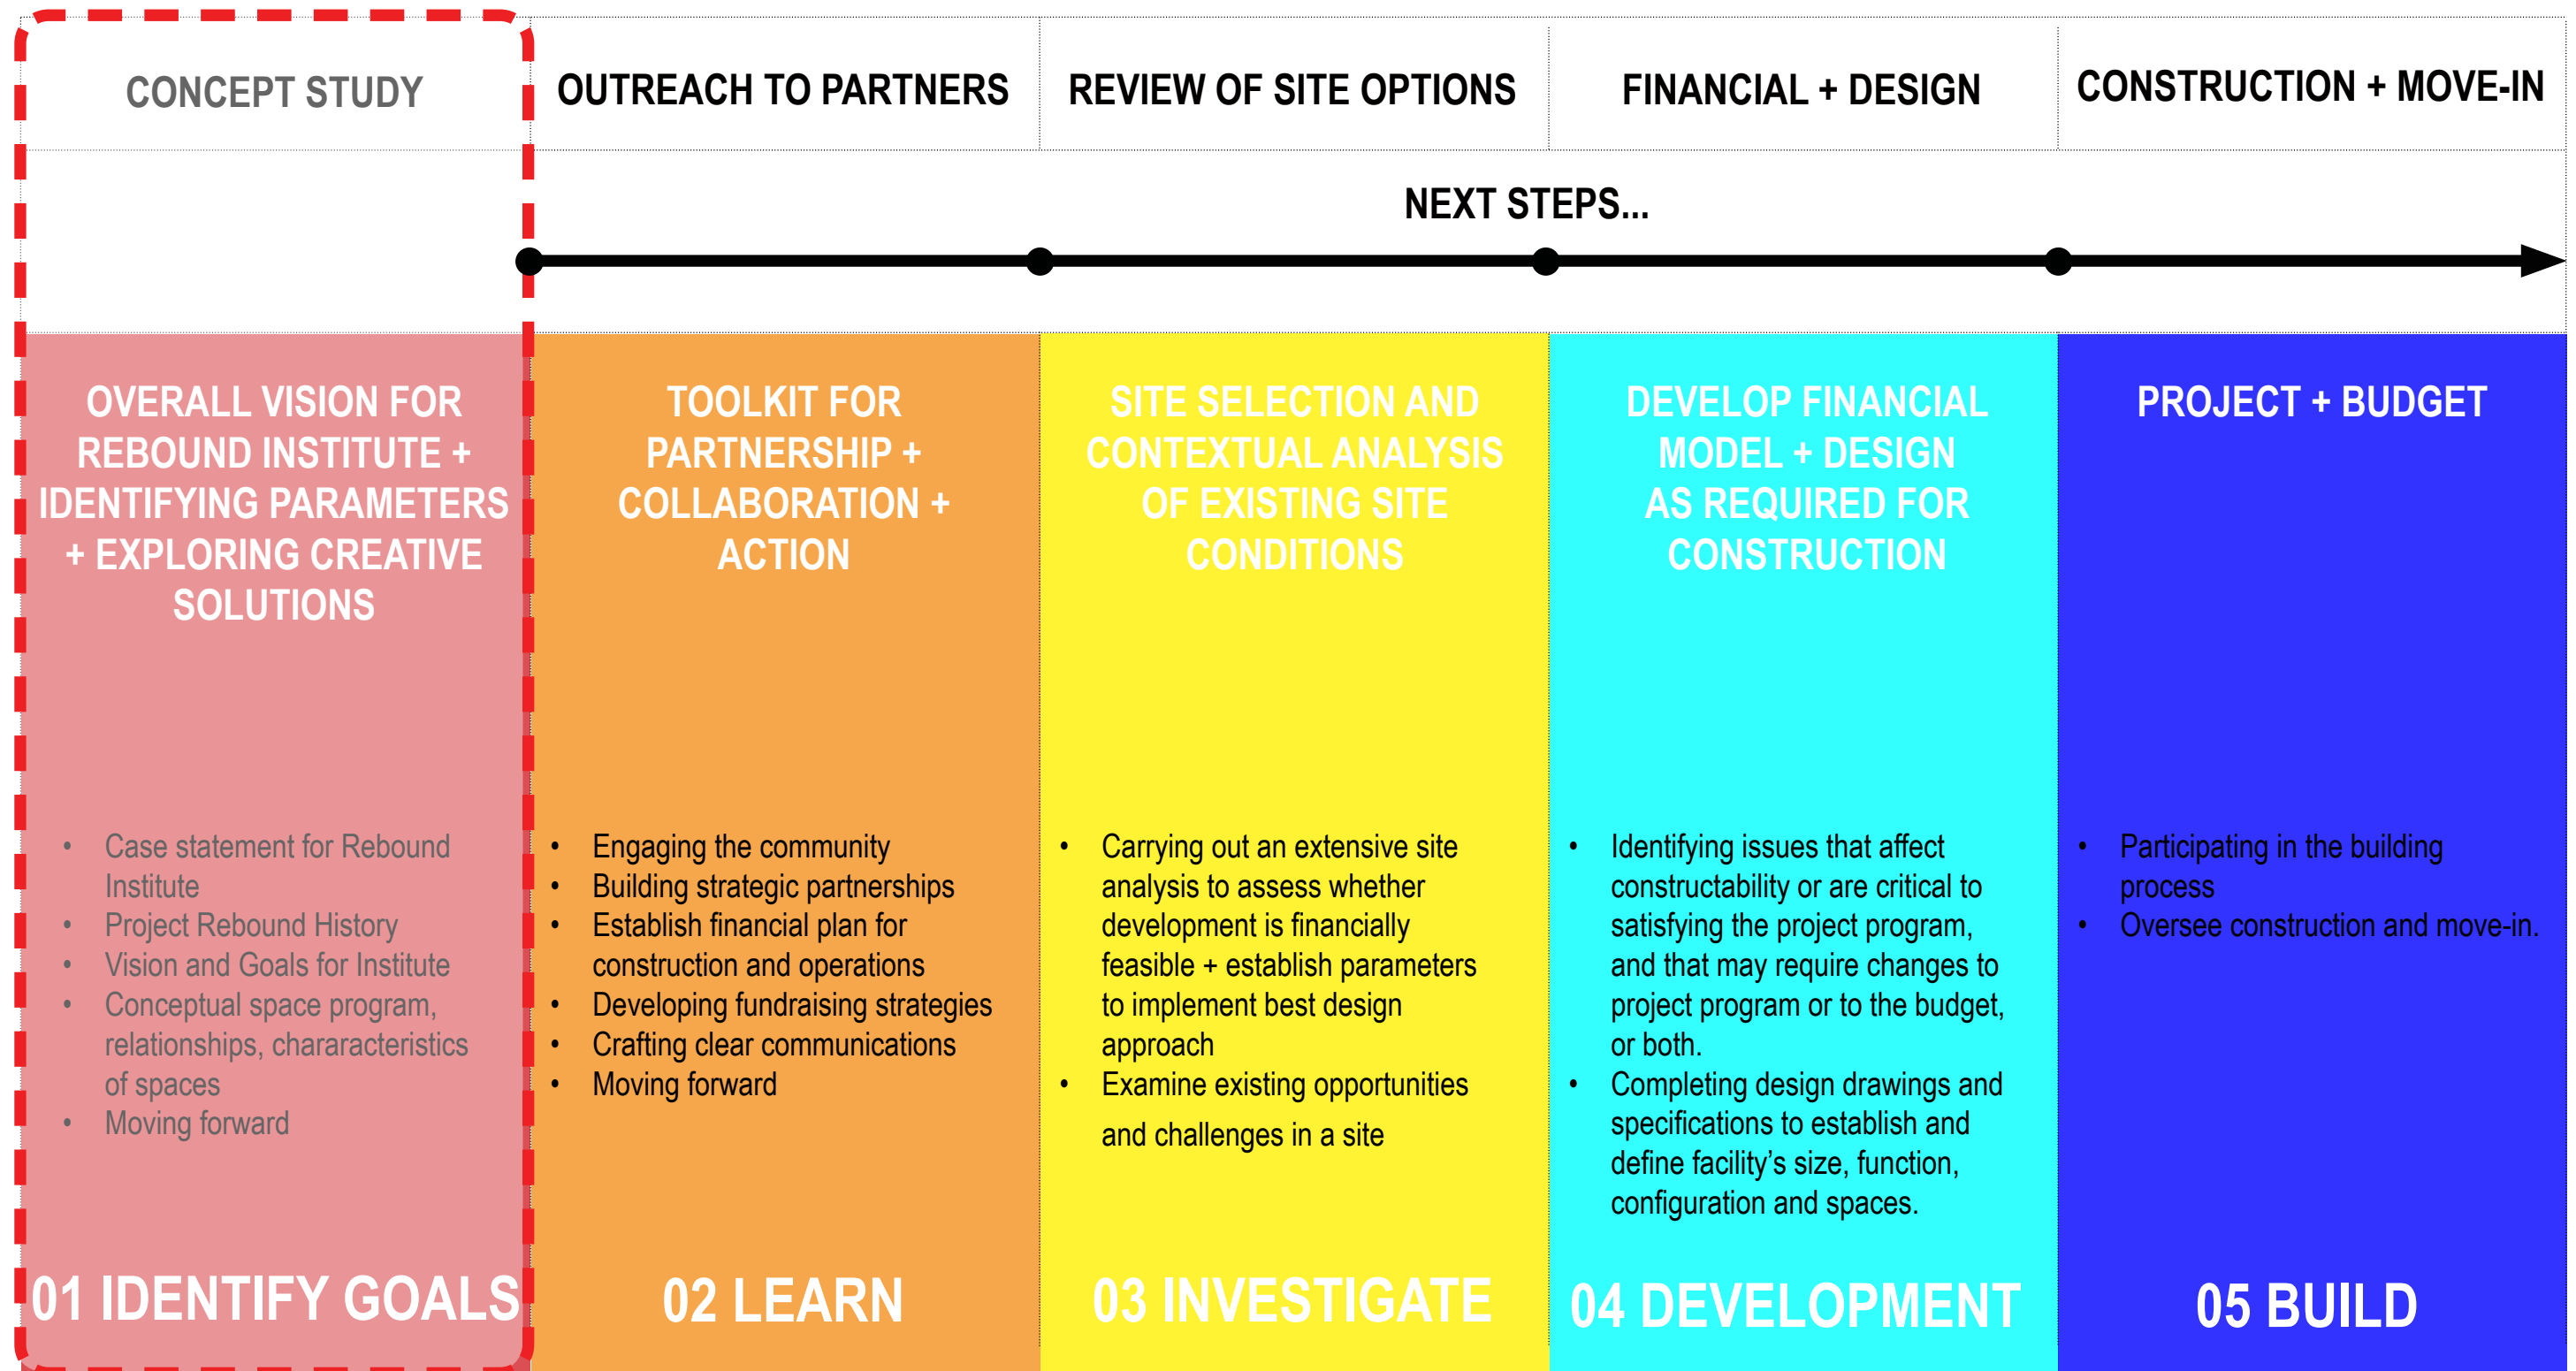 CONCEPT STUDY
OUTREACH TO PARTNERS
REVIEW OF SITE OPTIONS
FINANCIAL + DESIGN
CONSTRUCTION + MOVE-IN
NEXT STEPS...
OVERALL VISION FOR
REBOUND INSTITUTE +
IDENTIFYING PARAMETERS
+ EXPLORING CREATIVE
SOLUTIONS
• Case statement for Rebound
Institute
• Project Rebound History
• Vision and Goals for Institute
• Conceptual space program,
relationships, chararacteristics
of spaces
• Moving forward
01 IDENTIFY GOALS
TOOLKIT FOR
PARTNERSHIP +
COLLABORATION +
ACTION
• Engaging the community
• Building strategic partnerships
• Establish financial plan for
construction and operations
• Developing fundraising strategies
• Crafting clear communications
• Moving forward
02 LEARN
SITE SELECTION AND
CONTEXTUAL ANALYSIS
OF EXISTING SITE
CONDITIONS
• Carrying out an extensive site
analysis to assess whether
development is financially
feasible + establish parameters
to implement best design
approach
• Examine existing opportunities
and challenges in a site
03 INVESTIGATE
DEVELOP FINANCIAL
MODEL + DESIGN
AS REQUIRED FOR
CONSTRUCTION
• Identifying issues that affect
constructability or are critical to
satisfying the project program,
and that may require changes to
project program or to the budget,
or both.
• Completing design drawings and
specifications to establish and
define facility’s size, function,
configuration and spaces.
04 DEVELOPMENT
PROJECT + BUDGET
• Participating in the building
process
• Oversee construction and move-in.
05 BUILD